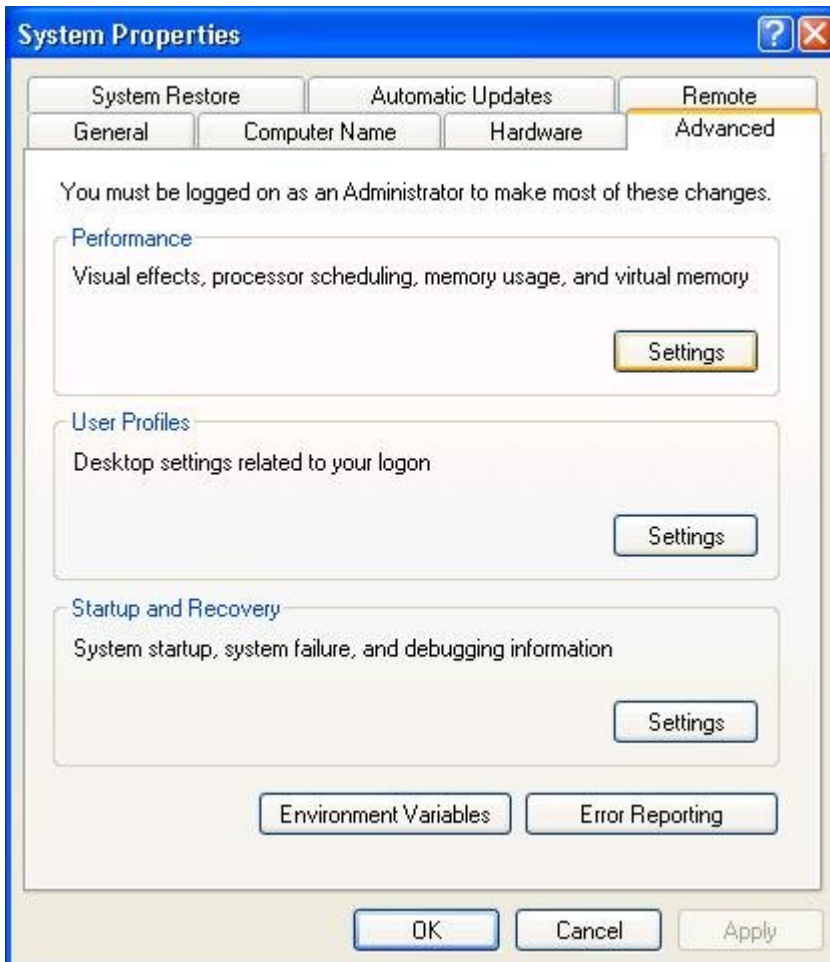 System Properties
System Restore Automatic Updates Remote
General Computer Name Hardware Advanced
You must be logged on as an Administrator to make most of these changes.
Performance
Visual effects, processor scheduling, memory usage, and virtual memory
Settings
User Profiles
Desktop settings related to your logon
Settings
Startup and Recovery
System startup, system failure, and debugging information
Settings
Environment Variables Error Reporting
OK Cancel Apply